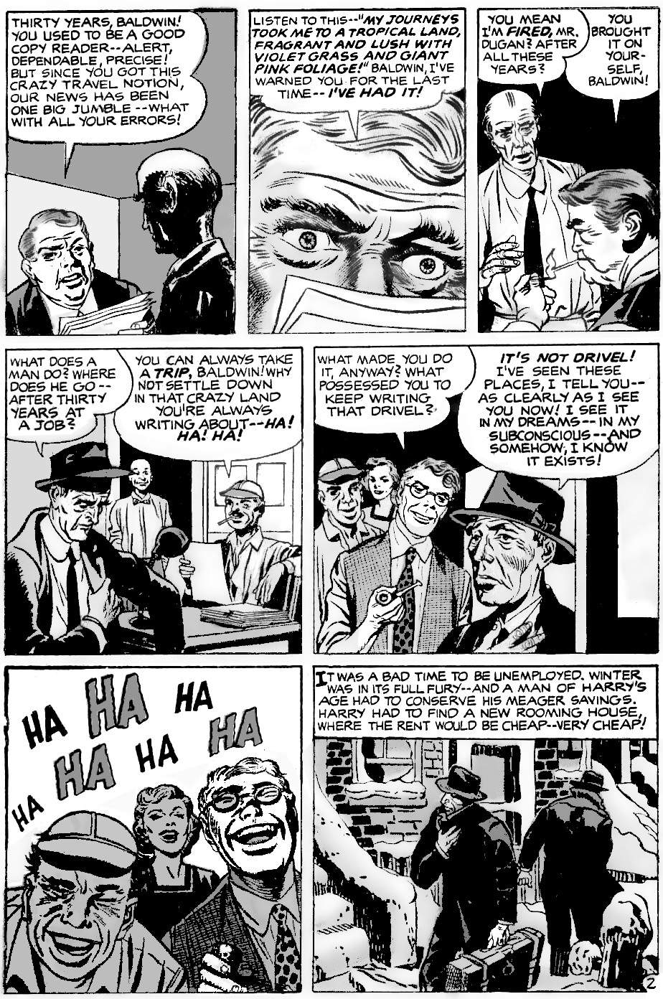 THIRTY YEARS, BALDWIN!
YOU USED TO BE A GOOD
COPY READER--ALERT,
DEPENDABLE, PRECISE!
BUT SINCE YOU GOT THIS
CRAZY TRAVEL NOTION,
OUR NEWS HAS BEEN
ONE BIG JUMBLE--WHAT
WITH ALL YOUR ERRORS!
LISTEN TO THIS--"MY JOURNEYS
TOOK ME TO A TROPICAL LAND,
FRAGRANT AND LUSH WITH
VIOLET GRASS AND GIANT
PINK FOLIAGE!" BALDWIN, I'VE
WARNED YOU FOR THE LAST
TIME--I'VE HAD IT!
YOU MEAN
I'M FIRED, MR.
DUGAN? AFTER
ALL THESE
YEARS?
YOU
BROUGHT
IT ON
YOUR-
SELF,
BALDWIN!
WHAT DOES A
MAN DO? WHERE
DOES HE GO--
AFTER THIRTY
YEARS AT
A JOB?
YOU CAN ALWAYS TAKE
A TRIP, BALDWIN! WHY
NOT SETTLE DOWN
IN THAT CRAZY LAND
YOU'RE ALWAYS
WRITING ABOUT--HA!
HA! HA!
WHAT MADE YOU DO
IT, ANYWAY? WHAT
POSSESSED YOU TO
KEEP WRITING
THAT DRIVEL?
IT'S NOT DRIVEL!
I'VE SEEN THESE
PLACES, I TELL YOU--
AS CLEARLY AS I SEE
YOU NOW! I SEE IT
IN MY DREAMS--IN MY
SUBCONSCIOUS--AND
SOMEHOW, I KNOW
IT EXISTS!
HA HA HA
HA HA HA
HA
IT WAS A BAD TIME TO BE UNEMPLOYED. WINTER
WAS IN ITS FULL FURY--AND A MAN OF HARRY'S
AGE HAD TO CONSERVE HIS MEAGER SAVINGS.
HARRY HAD TO FIND A NEW ROOMING HOUSE,
WHERE THE RENT WOULD BE CHEAP--VERY CHEAP!
2